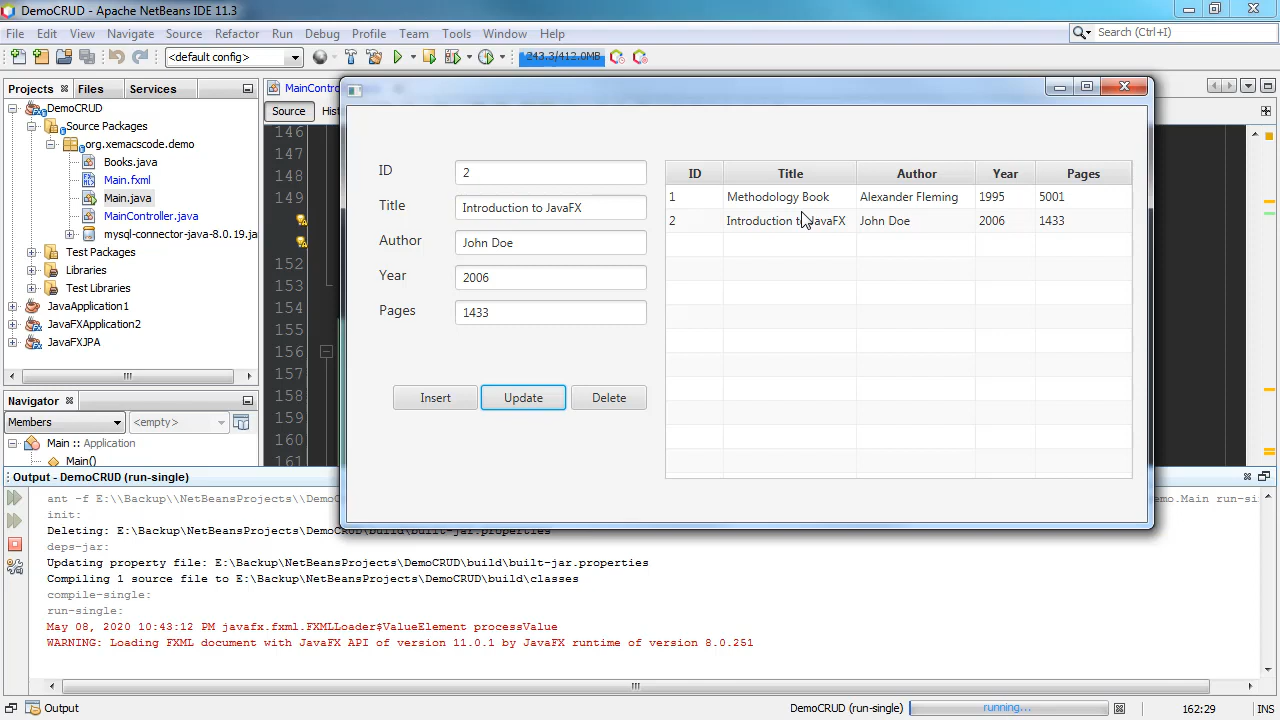 DemoCRUD - Apache NetBeans IDE 11.3
File Edit View Navigate Source Refactor Run Debug Profile Team Tools Window Help
Search (Ctrl+I)
<default config>
243.3/412.0MB
Projects Files Services
MainContro
Source Hist
DemoCRUD
Source Packages
org.xemacscode.demo
Books.java
Main.fxml
Main.java
MainController.java
mysql-connector-java-8.0.19.ja
Test Packages
Libraries
Test Libraries
JavaApplication1
JavaFXApplication2
JavaFXJPA
Navigator
Members
<empty>
Main :: Application
Main()
146
147
148
149
152
153
154
155
156
157
158
159
160
161
ID 2
Title Introduction to JavaFX
Author John Doe
Year 2006
Pages 1433
Insert Update Delete
ID Title Author Year Pages
1 Methodology Book Alexander Fleming 1995 5001
2 Introduction to JavaFX John Doe 2006 1433
Output - DemoCRUD (run-single)
ant -f E:\\Backup\\NetBeansProjects\\DemoC
emo.Main run-si
init:
Deleting: E:\Backup\NetBeansProjects\DemoCRUD\build\built-jar.properties
deps-jar:
Updating property file: E:\Backup\NetBeansProjects\DemoCRUD\build\built-jar.properties
Compiling 1 source file to E:\Backup\NetBeansProjects\DemoCRUD\build\classes
compile-single:
run-single:
May 08, 2020 10:43:12 PM javafx.fxml.FXMLLoader$ValueElement processValue
WARNING: Loading FXML document with JavaFX API of version 11.0.1 by JavaFX runtime of version 8.0.251
Output
DemoCRUD (run-single)
running...
162:29
INS